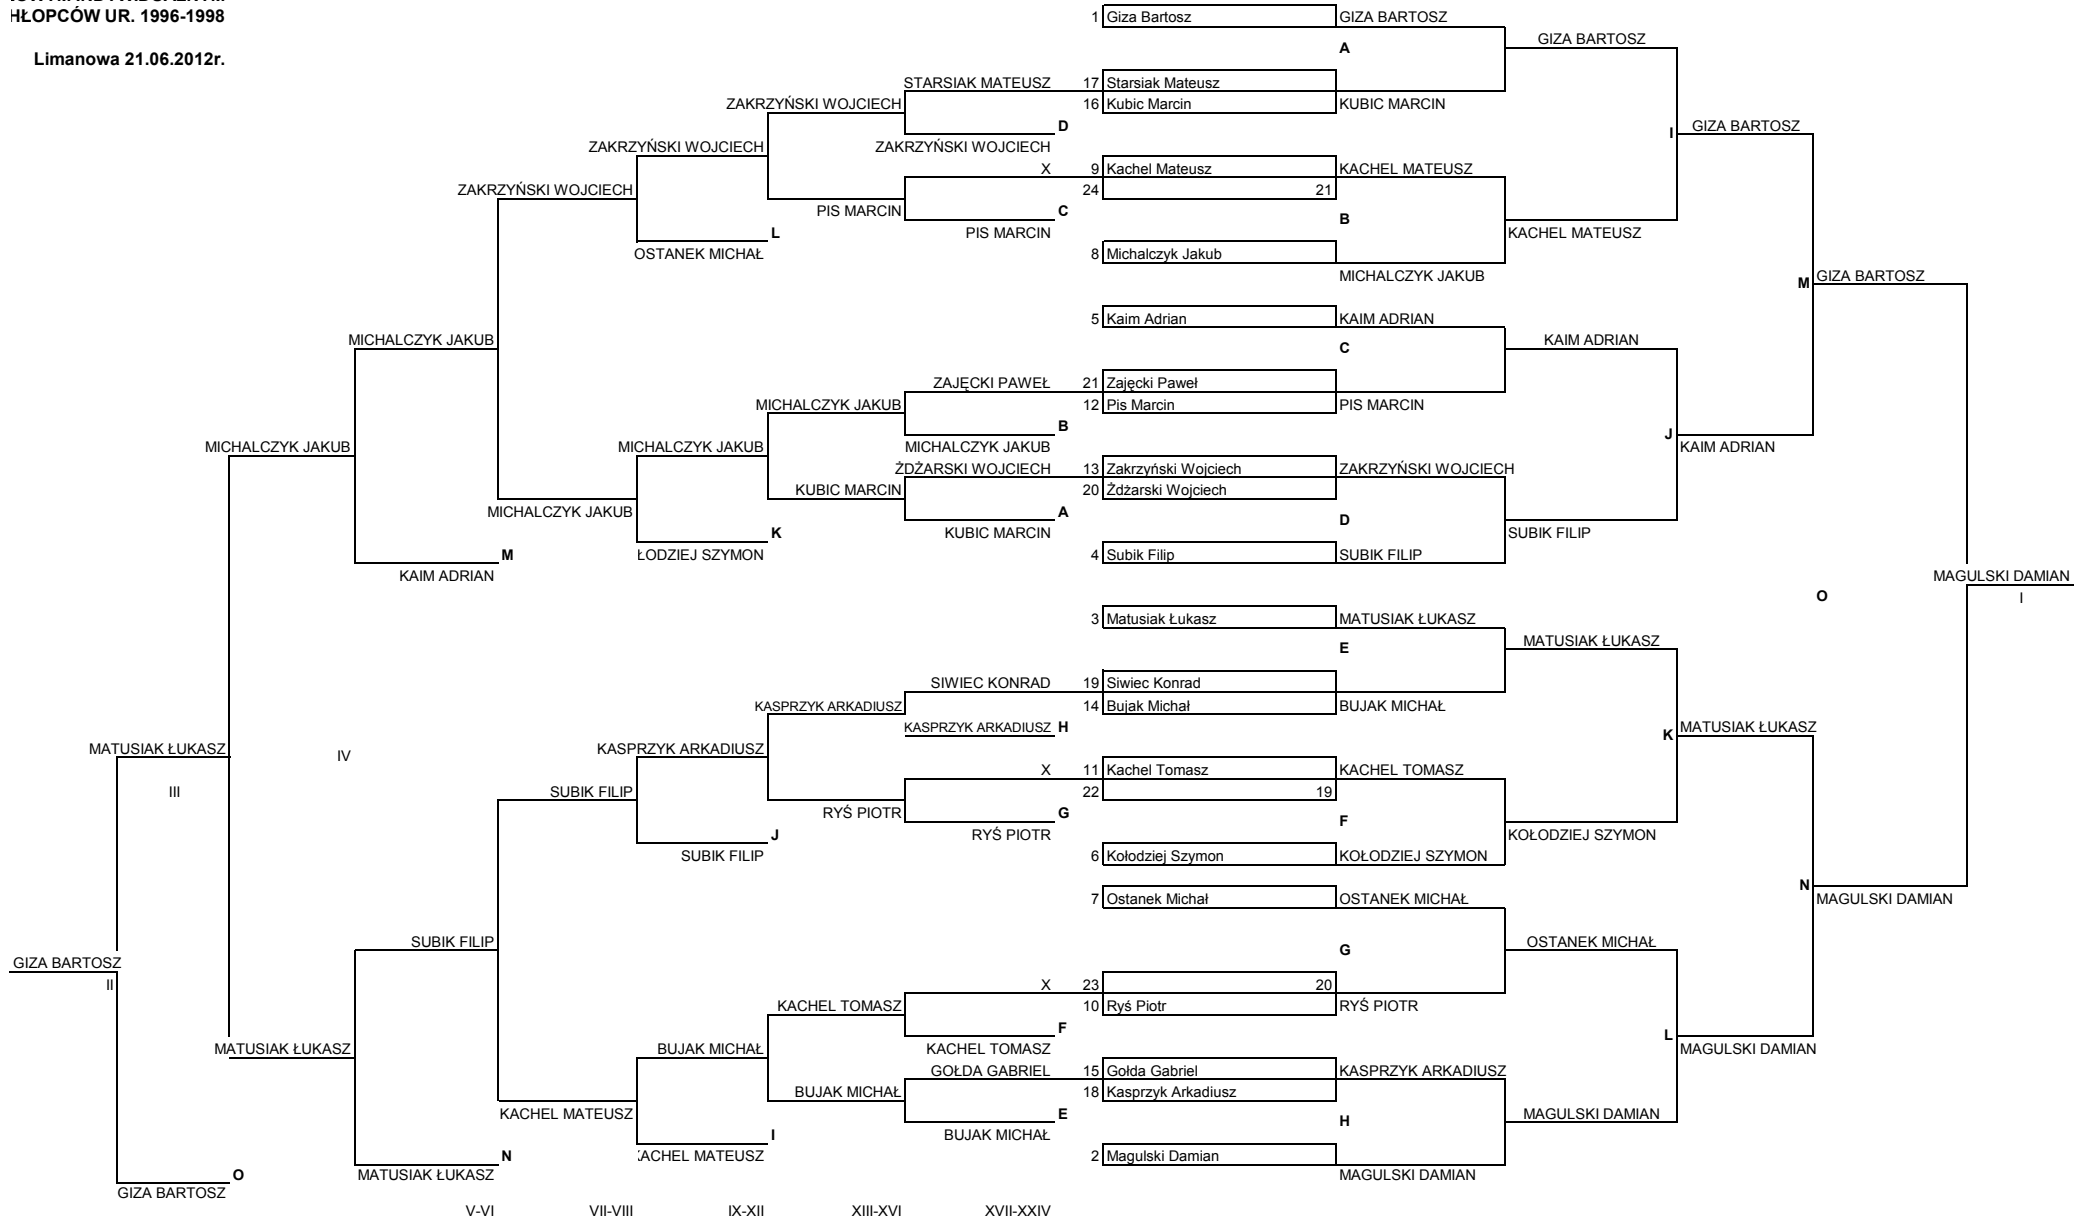 HŁOPCÓW UR. 1996-1998
Limanowa 21.06.2012r.
1 Giza Bartosz GIZA BARTOSZ
GIZA BARTOSZ
A
STARSIAK MATEUSZ 17 Starsiak Mateusz
ZAKRZYŃSKI WOJCIECH 16 Kubic Marcin KUBIC MARCIN
D I GIZA BARTOSZ
ZAKRZYŃSKI WOJCIECH ZAKRZYŃSKI WOJCIECH
X 9 Kachel Mateusz KACHEL MATEUSZ
ZAKRZYŃSKI WOJCIECH 24 21
PIS MARCIN C B
L PIS MARCIN KACHEL MATEUSZ
OSTANEK MICHAŁ 8 Michalczyk Jakub
MICHALCZYK JAKUB M GIZA BARTOSZ
5 Kaim Adrian KAIM ADRIAN
MICHALCZYK JAKUB C KAIM ADRIAN
ZAJĘCKI PAWEŁ 21 Zajęcki Paweł
MICHALCZYK JAKUB 12 Pis Marcin PIS MARCIN
B J
MICHALCZYK JAKUB MICHALCZYK JAKUB MICHALCZYK JAKUB KAIM ADRIAN
ŻDŻARSKI WOJCIECH 13 Zakrzyński Wojciech ZAKRZYŃSKI WOJCIECH
KUBIC MARCIN 20 Żdżarski Wojciech
MICHALCZYK JAKUB A D
K KUBIC MARCIN SUBIK FILIP
M ŁODZIEJ SZYMON 4 Subik Filip SUBIK FILIP
KAIM ADRIAN MAGULSKI DAMIAN
O I
3 Matusiak Łukasz MATUSIAK ŁUKASZ
E MATUSIAK ŁUKASZ
SIWIEC KONRAD 19 Siwiec Konrad
KASPRZYK ARKADIUSZ 14 Bujak Michał BUJAK MICHAŁ
KASPRZYK ARKADIUSZ H K MATUSIAK ŁUKASZ
MATUSIAK ŁUKASZ IV KASPRZYK ARKADIUSZ
X 11 Kachel Tomasz KACHEL TOMASZ
III SUBIK FILIP 22 19
RYŚ PIOTR G F
J RYŚ PIOTR KOŁODZIEJ SZYMON
SUBIK FILIP 6 Kołodziej Szymon KOŁODZIEJ SZYMON
N
7 Ostanek Michał OSTANEK MICHAŁ MAGULSKI DAMIAN
SUBIK FILIP G OSTANEK MICHAŁ
GIZA BARTOSZ
II X 23 20
KACHEL TOMASZ 10 Ryś Piotr RYŚ PIOTR
F L
MATUSIAK ŁUKASZ BUJAK MICHAŁ KACHEL TOMASZ MAGULSKI DAMIAN
GOŁDA GABRIEL 15 Gołda Gabriel KASPRZYK ARKADIUSZ
BUJAK MICHAŁ 18 Kasprzyk Arkadiusz
KACHEL MATEUSZ E H MAGULSKI DAMIAN
I BUJAK MICHAŁ
N KACHEL MATEUSZ 2 Magulski Damian
MATUSIAK ŁUKASZ O MAGULSKI DAMIAN
GIZA BARTOSZ
V-VI VII-VIII IX-XII XIII-XVI XVII-XXIV